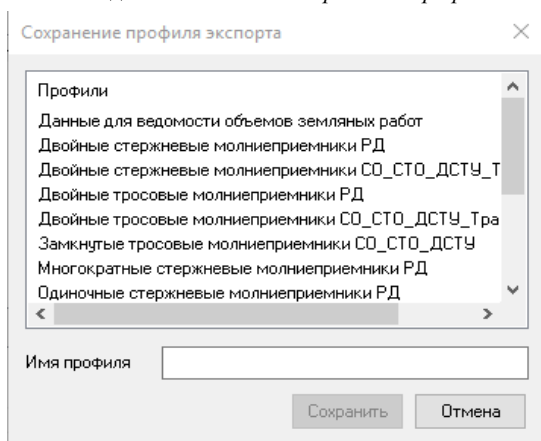 Сохранение профиля экспорта
Профили
Данные для ведомости объемов земляных работ
Двойные стержневые молниеприемники РД
Двойные стержневые молниеприемники СО_СТО_ДСТУ_Т
Двойные тросовые молниеприемники РД
Двойные тросовые молниеприемники СО_СТО_ДСТУ_Тра
Замкнутые тросовые молниеприемники СО_СТО_ДСТУ
Многократные стержневые молниеприемники РД
Одиночные стержневые молниеприемники РД
Имя профиля
Сохранить Отмена